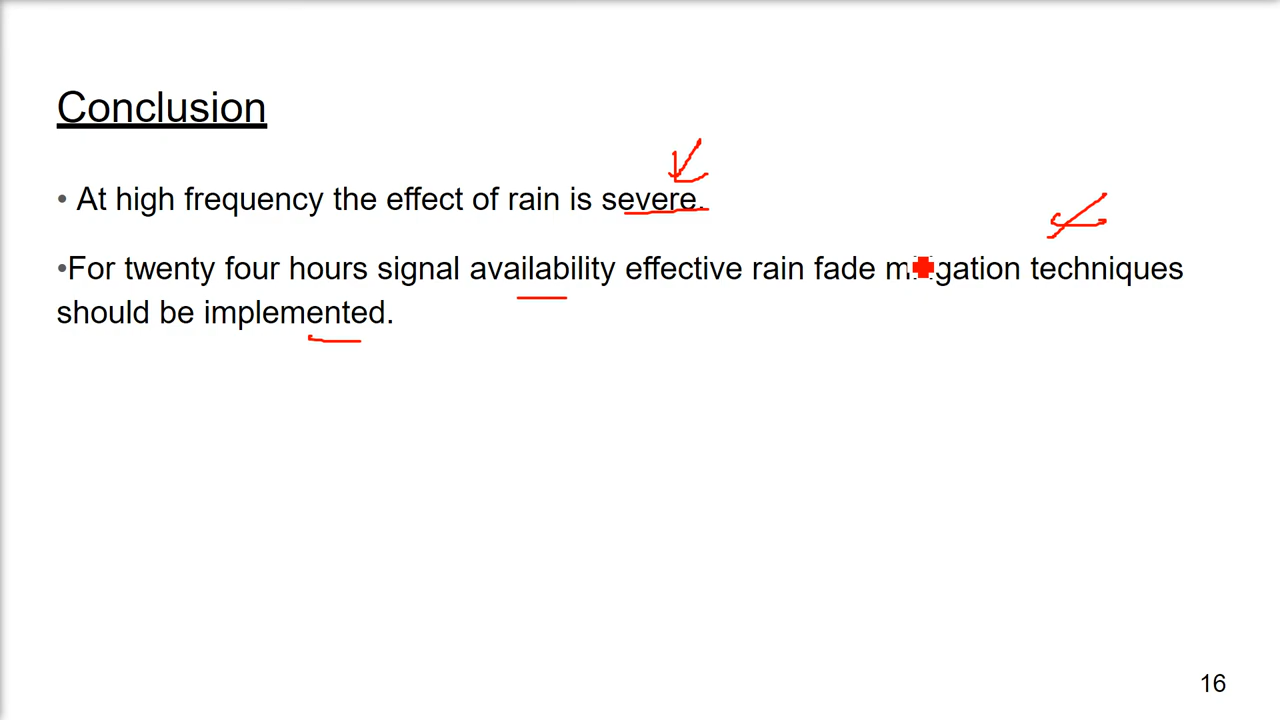 Conclusion
• At high frequency the effect of rain is severe.
•For twenty four hours signal availability effective rain fade mitigation techniques
should be implemented.
16